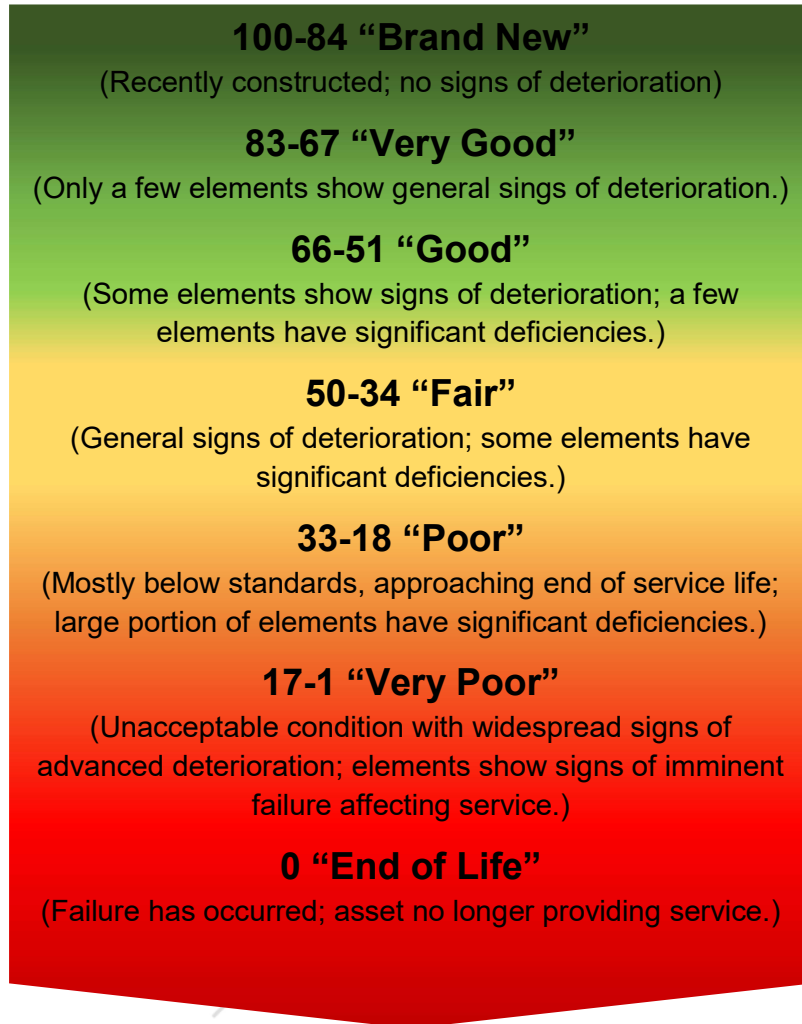 100-84 “Brand New”
(Recently constructed; no signs of deterioration)
83-67 “Very Good”
(Only a few elements show general sings of deterioration.)
66-51 “Good”
(Some elements show signs of deterioration; a few
elements have significant deficiencies.)
50-34 “Fair”
(General signs of deterioration; some elements have
significant deficiencies.)
33-18 “Poor”
(Mostly below standards, approaching end of service life;
large portion of elements have significant deficiencies.)
17-1 “Very Poor”
(Unacceptable condition with widespread signs of
advanced deterioration; elements show signs of imminent
failure affecting service.)
0 “End of Life”
(Failure has occurred; asset no longer providing service.)